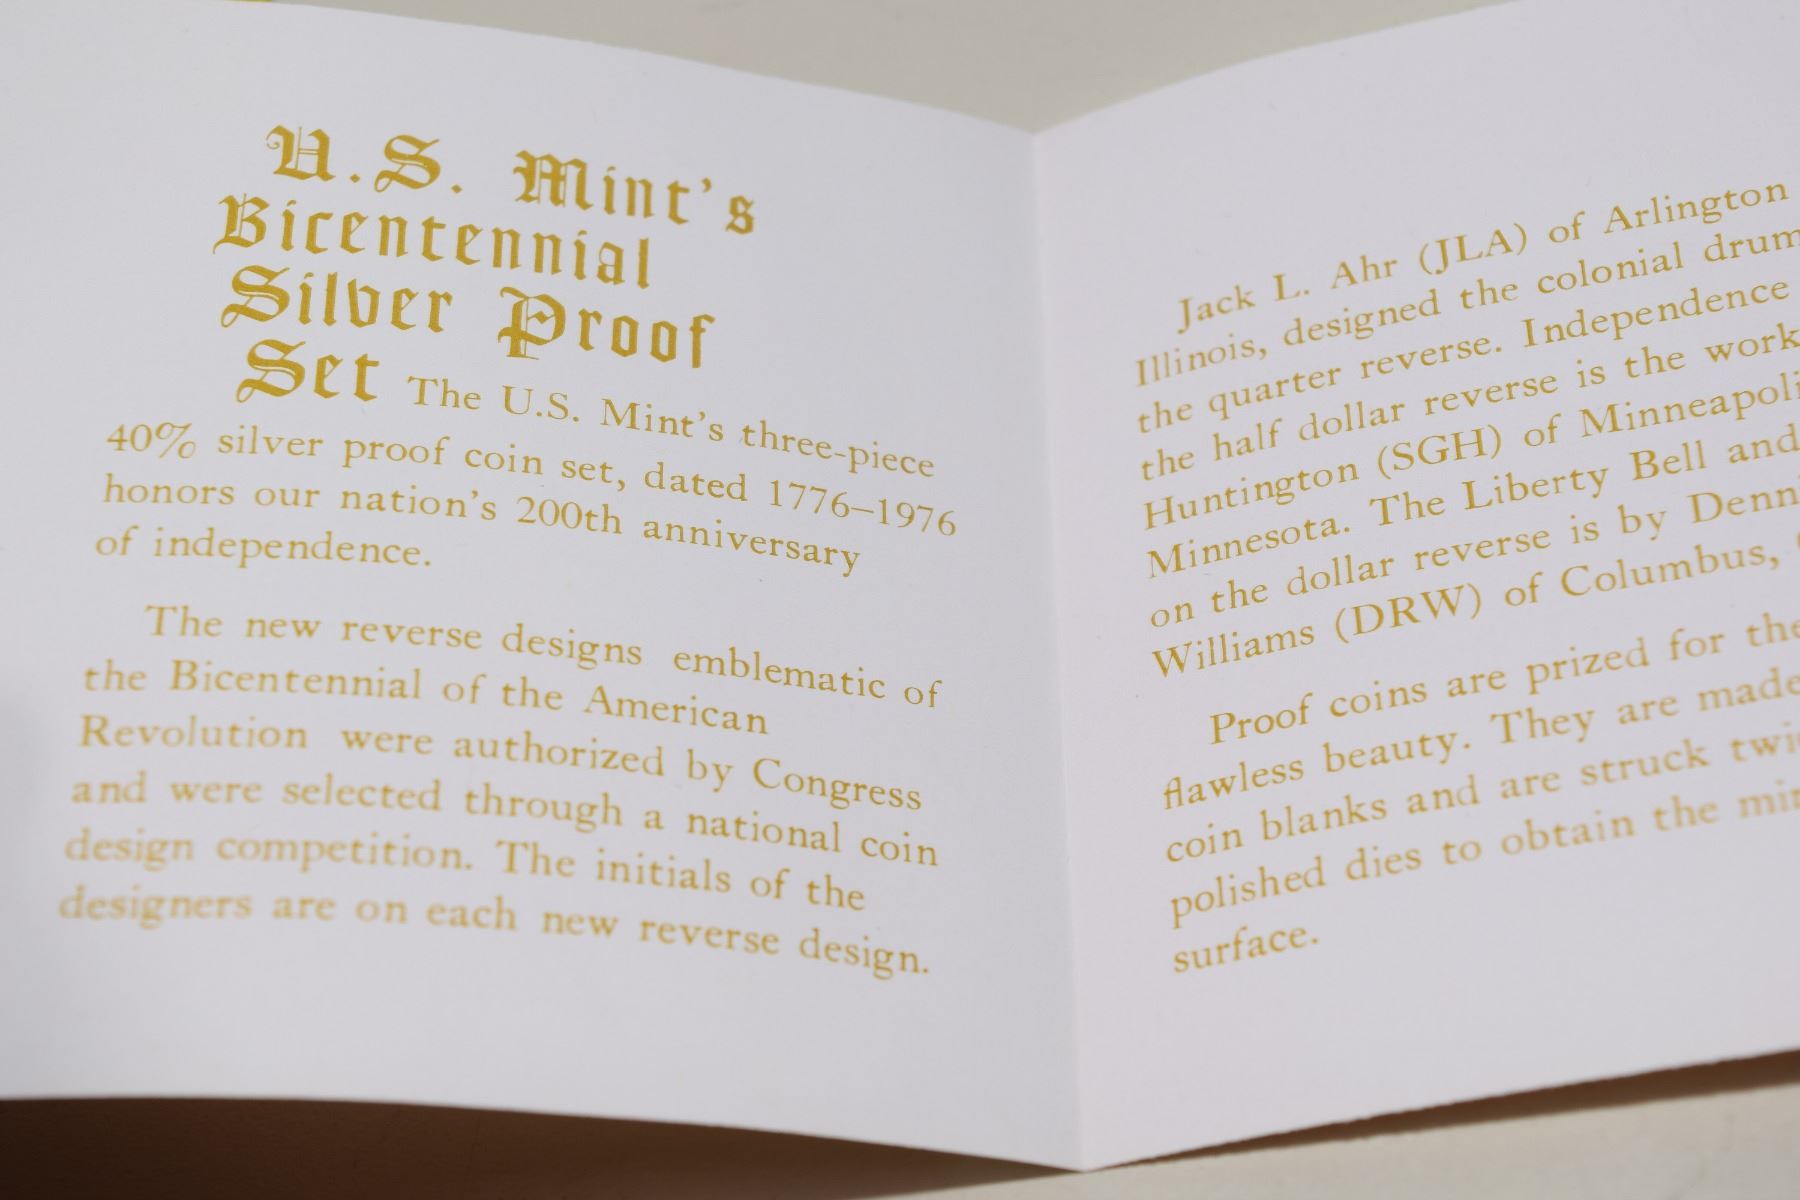 U.S. Mint's
Bicentennial
Silver Proof
Set The U.S. Mint's three-piece
40% silver proof coin set, dated 1776–1976
honors our nation's 200th anniversary
of independence.
The new reverse designs emblematic of
the Bicentennial of the American
Revolution were authorized by Congress
and were selected through a national coin
design competition. The initials of the
designers are on each new reverse design.
Jack L. Ahr (JLA) of Arlington
Illinois, designed the colonial drum
the quarter reverse. Independence
the half dollar reverse is the work
Huntington (SGH) of Minneapoli
Minnesota. The Liberty Bell and
on the dollar reverse is by Denn
Williams (DRW) of Columbus,
Proof coins are prized for the
flawless beauty. They are made
coin blanks and are struck twi
polished dies to obtain the mir
surface.